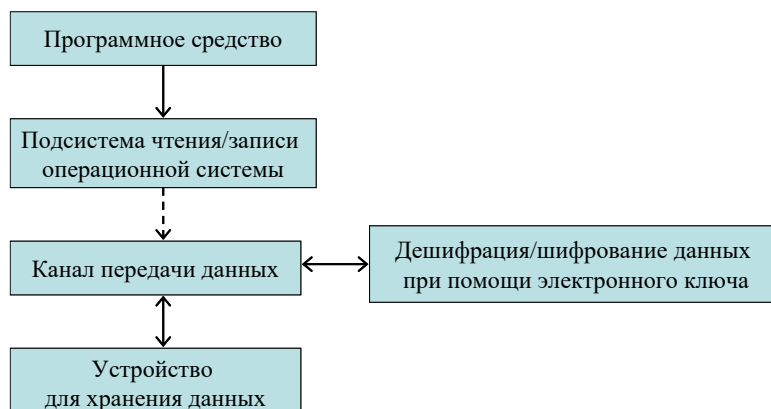 Программное средство
Подсистема чтения/записи
операционной системы
Канал передачи данных
Дешифрация/шифрование данных
при помощи электронного ключа
Устройство
для хранения данных